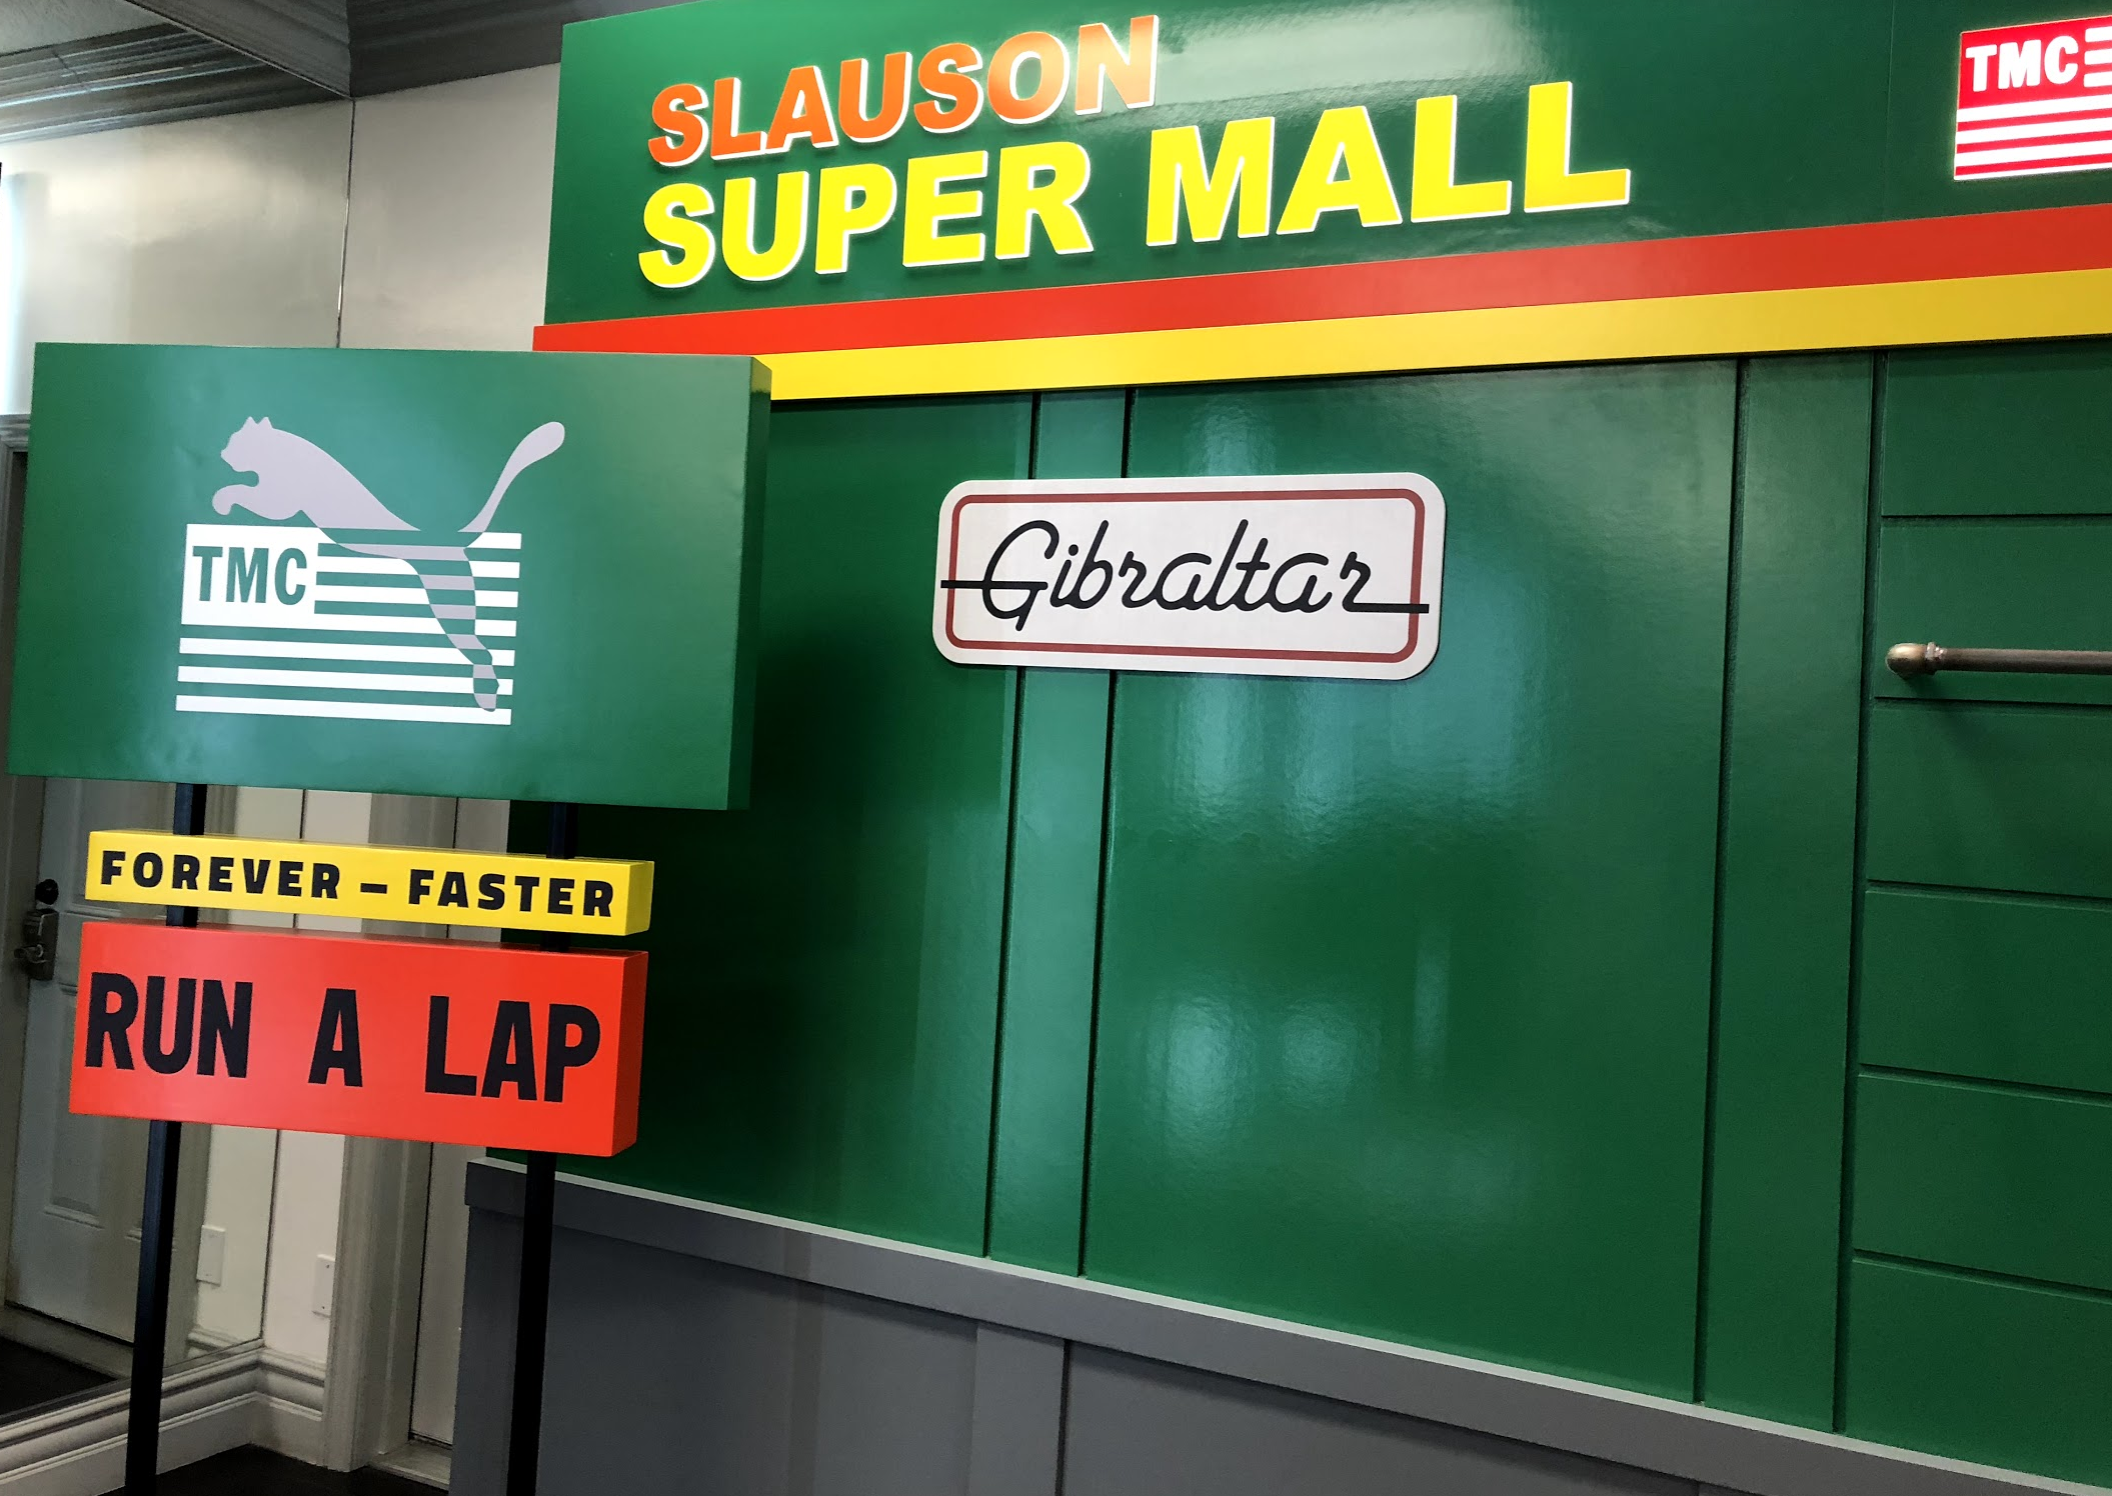 SLAUSON
SUPER MALL
TMC
TMC
Gibraltar
FOREVER – FASTER
RUN A LAP